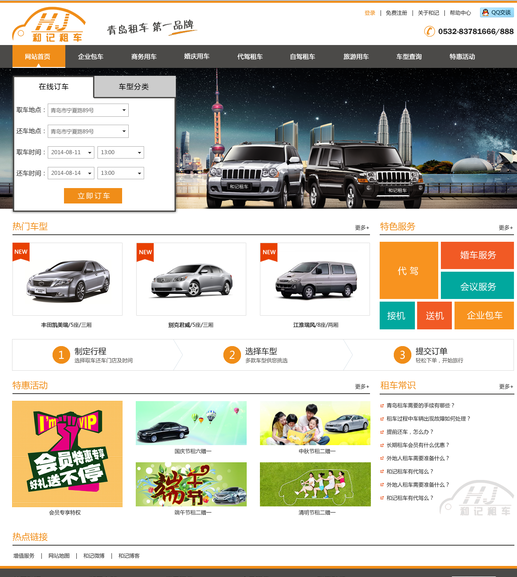 HJ
和记租车
青岛租车 第一品牌
登录 | 免费注册 | 关于和记 | 帮助中心
QQ交谈
0532-83781666/888
网站首页 企业包车 商务用车 婚庆用车 代驾租车 自驾租车 旅游用车 车型查询 特惠活动
在线订车 车型分类
取车地点： 青岛市宁夏路89号
还车地点： 青岛市宁夏路89号
取车时间： 2014-08-11 13:00
还车时间： 2014-08-14 13:00
立即订车
和记租车
和记租车
热门车型 更多+
NEW NEW NEW
丰田凯美瑞/5座/三厢
别克君威/5座/三厢
江淮瑞风/8座/两厢
特色服务
代 驾
婚车服务
会议服务
接机
送机
企业包车
1 制定行程
选择取车还车门店及时间
2 选择车型
多款车型供您挑选
3 提交订单
轻松下单，开始旅行
特惠活动 更多+
I'm VIP
会员特惠专享
好礼送不停
会员专享特权
国庆节租六赠一
中秋节租二赠一
端午节
端午节租二赠一
清明节租二赠一
租车常识 更多+
青岛租车需要的手续有哪些？
租车过程中车辆出现故障如何处理？
提前还车，怎么办？
长期租车会员有什么优惠？
外地人租车需要准备什么？
和记租车有代驾么？
外地人租车需要准备什么？
和记租车有代驾么？
HJ
和记租车
热点链接
增值服务 | 网站地图 | 和记微博 | 和记博客